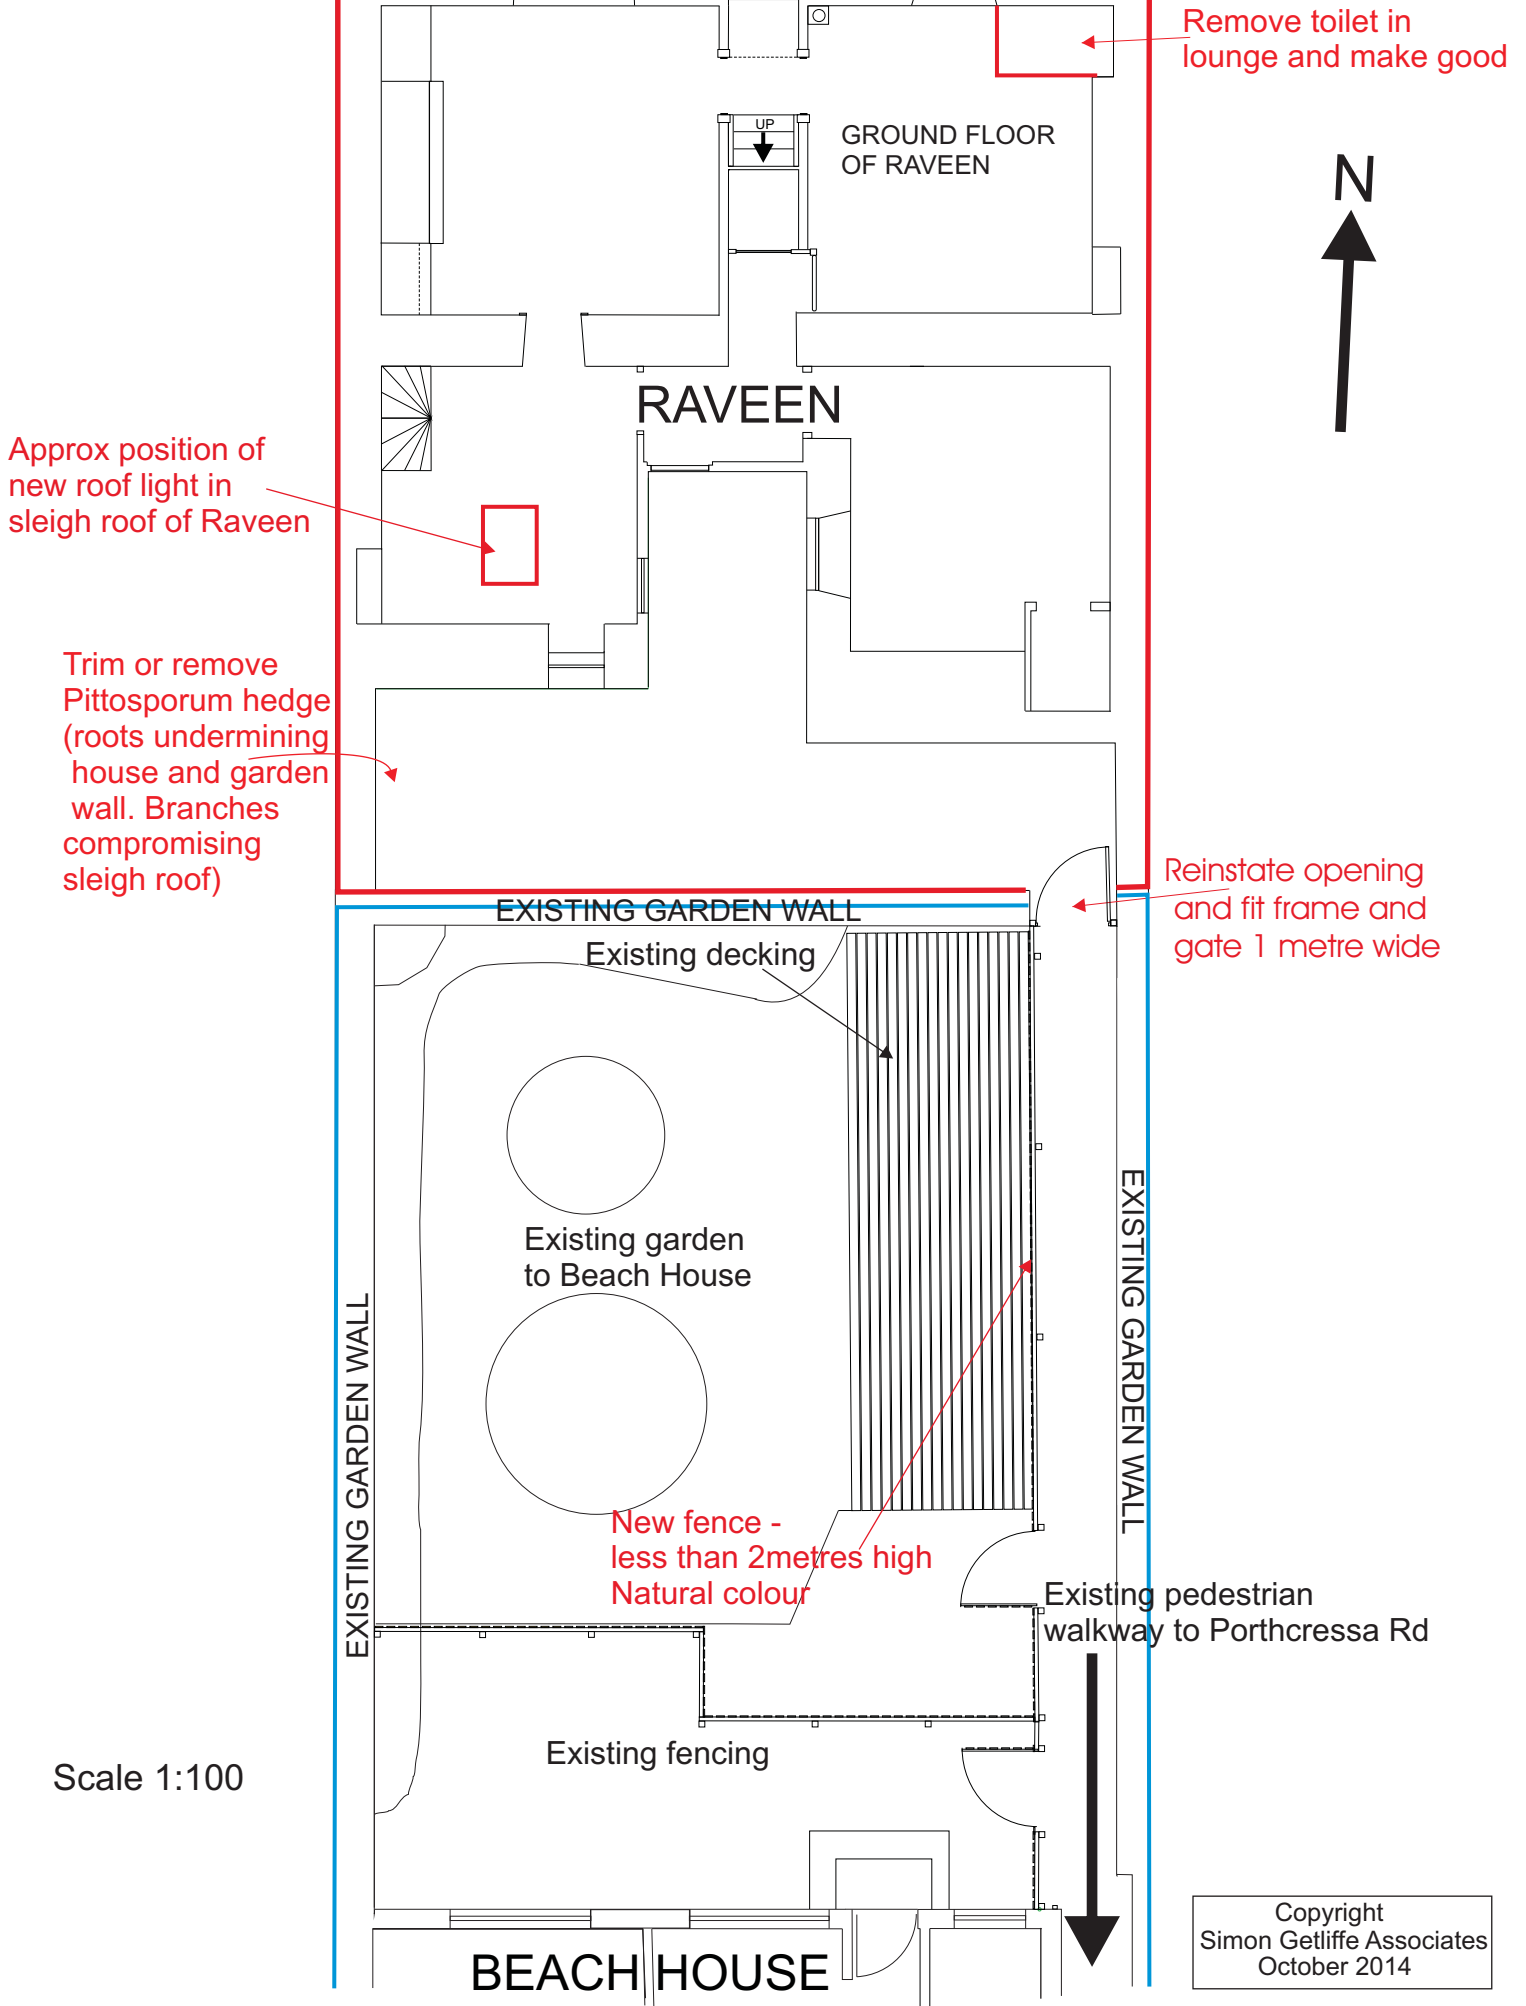 Remove toilet in
lounge and make good
UP
GROUND FLOOR
OF RAVEEN
N
RAVEEN
Approx position of
new roof light in
sleigh roof of Raveen
Trim or remove
Pittosporum hedge
(roots undermining
house and garden
wall. Branches
compromising
sleigh roof)
Reinstate opening
and fit frame and
gate 1 metre wide
EXISTING GARDEN WALL
Existing decking
Existing garden
to Beach House
EXISTING GARDEN WALL
EXISTING GARDEN WALL
New fence -
less than 2metres high
Natural colour
Existing pedestrian
walkway to Porthcressa Rd
Existing fencing
Scale 1:100
BEACH HOUSE
Copyright
Simon Getliffe Associates
October 2014